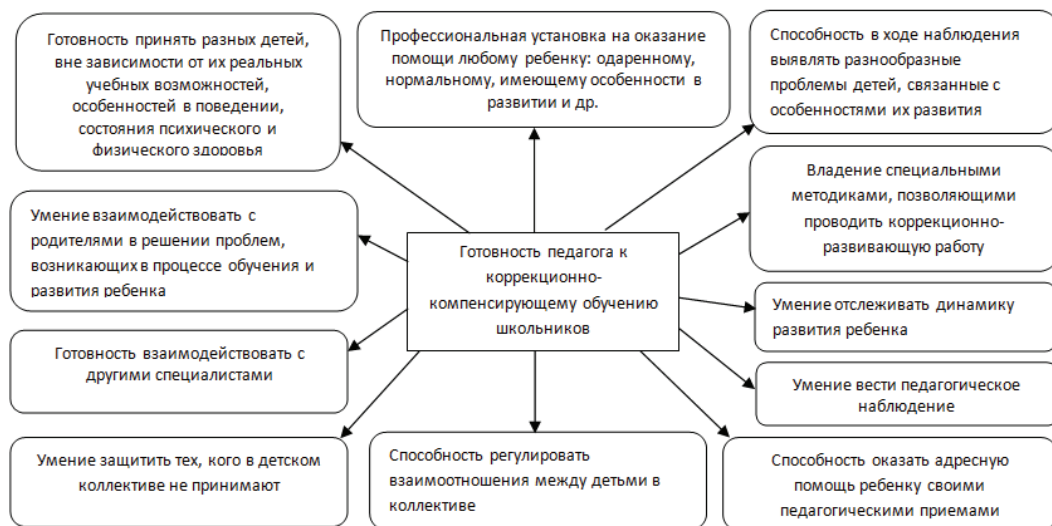 Готовность принять разных детей,
вне зависимости от их реальных
учебных возможностей,
особенностей в поведении,
состояния психического и
физического здоровья
Профессиональная установка на оказание
помощи любому ребенку: одаренному,
нормальному, имеющему особенности в
развитии и др.
Способность в ходе наблюдения
выявлять разнообразные
проблемы детей, связанные с
особенностями их развития
Умение взаимодействовать с
родителями в решении проблем,
возникающих в процессе обучения и
развития ребенка
Готовность педагога к
коррекционно-
компенсирующему обучению
школьников
Владение специальными
методиками, позволяющими
проводить коррекционно-
развивающую работу
Умение отслеживать динамику
развития ребенка
Готовность взаимодействовать с
другими специалистами
Умение вести педагогическое
наблюдение
Умение защитить тех, кого в детском
коллективе не принимают
Способность регулировать
взаимоотношения между детьми в
коллективе
Способность оказать адресную
помощь ребенку своими
педагогическими приемами